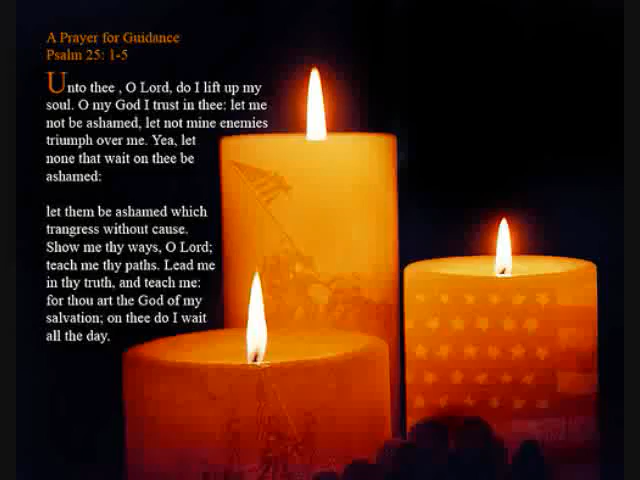 A Prayer for Guidance
Psalm 25: 1-5
Unto thee , O Lord, do I lift up my
soul. O my God I trust in thee: let me
not be ashamed, let not mine enemies
triumph over me. Yea, let
none that wait on thee be
ashamed:
let them be ashamed which
trangress without cause.
Show me thy ways, O Lord;
teach me thy paths. Lead me
in thy truth, and teach me:
for thou art the God of my
salvation; on thee do I wait
all the day.